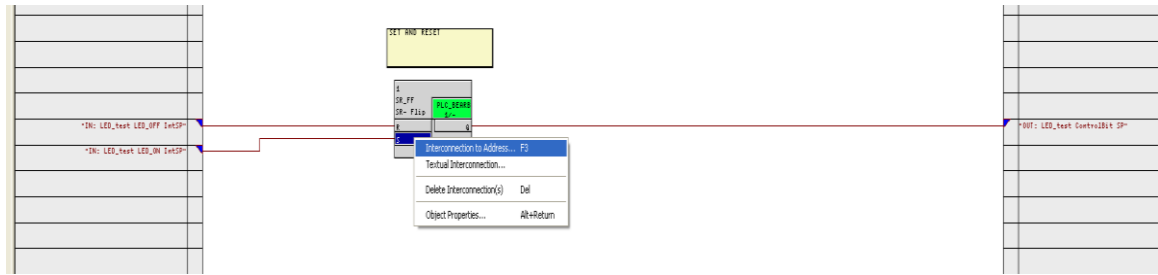 SET AND RESET
1
SR_FF
SR- Flip
PLC_BEARB
1/-
"IN: LED_test LED_OFF IntSP"
R
Q
"OUT: LED_test ControlBit SP"
S
"IN: LED_test LED_ON IntSP"
Interconnection to Address... F3
Textual Interconnection...
Delete Interconnection(s) Del
Object Properties... Alt+Return